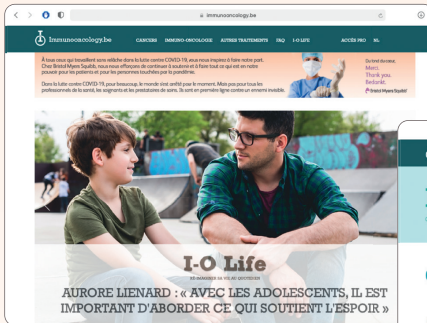 immunooncology.be
Immunooncology.be
CANCERS IMMUNO-ONCOLOGIE AUTRES TRAITEMENTS FAQ I-O LIFE ACCÈS PRO NL
À tous ceux qui travaillent sans relâche dans la lutte contre COVID-19, vous nous inspirez à faire notre part.
Chez Bristol Myers Squibb, nous nous efforçons de continuer à soutenir et à faire tout ce qui est en notre
pouvoir pour les patients et pour les personnes touchées par la pandémie.
Dans la lutte contre COVID-19, pour beaucoup, le monde s'est arrêté pour le moment. Mais pas pour tous les
professionnels de la santé, les soignants et les prestataires de soins. Ils sont en première ligne contre un ennemi invisible.
Du fond du cœur,
Merci.
Thank you.
Bedankt.
Bristol Myers Squibb
I-O Life
AURORE LIENARD : « AVEC LES ADOLESCENTS, IL EST
IMPORTANT D'ABORDER CE QUI SOUTIENT L'ESPOIR »